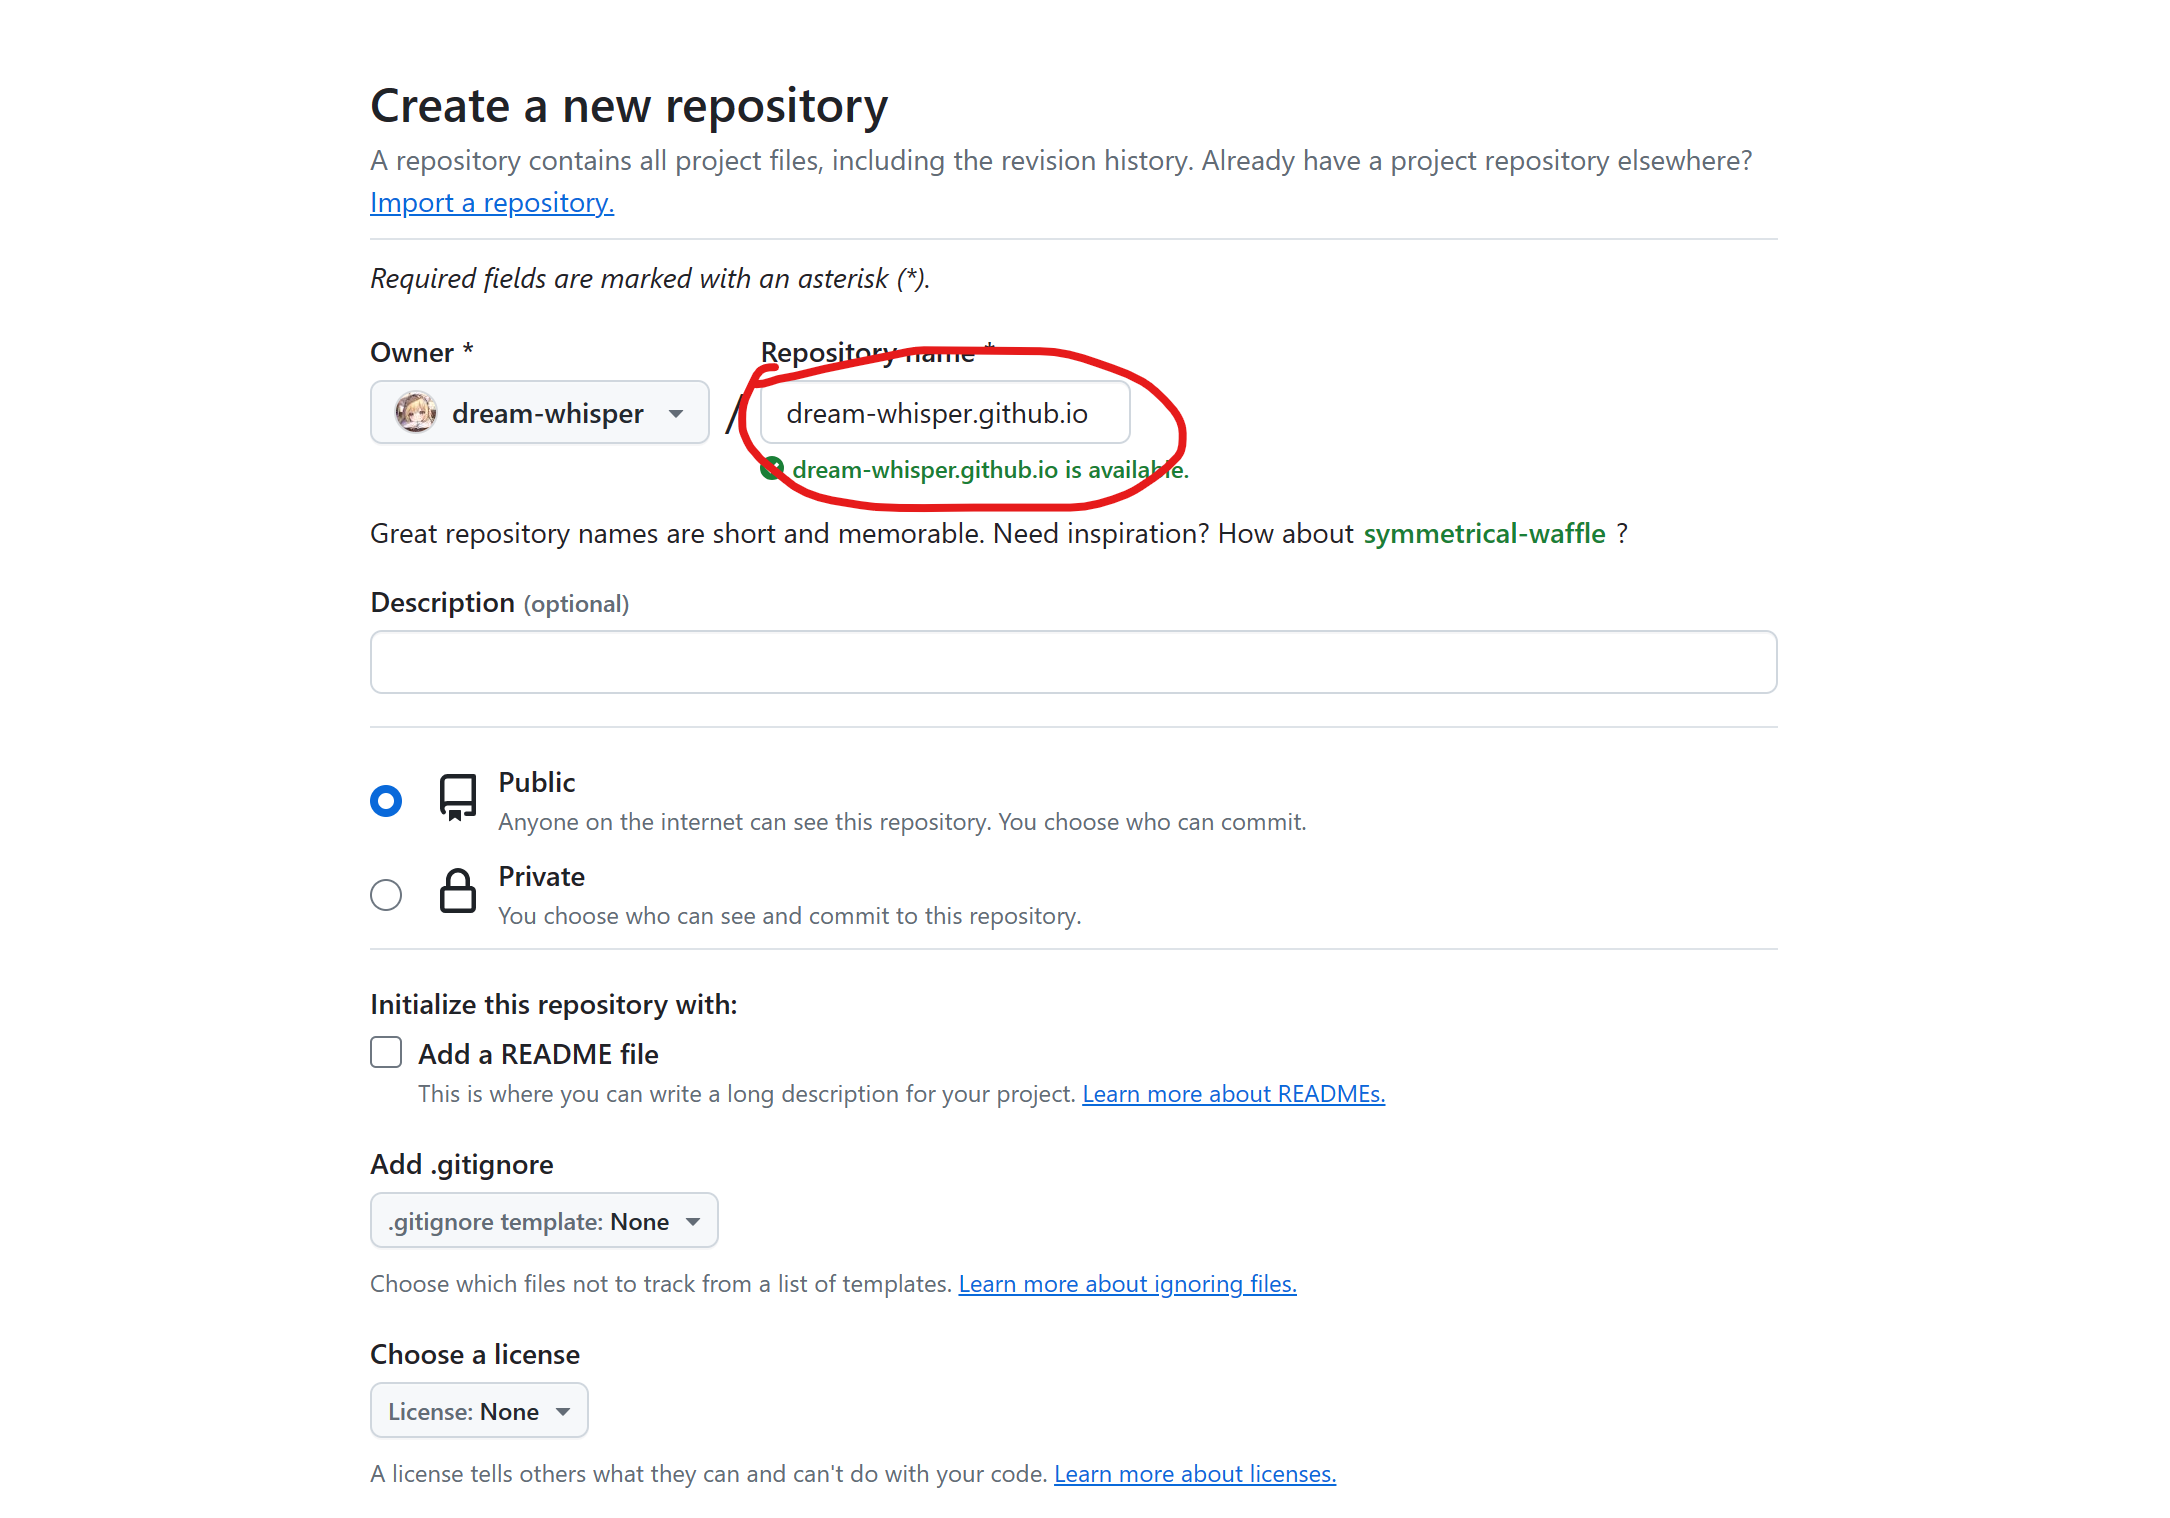 Create a new repository
A repository contains all project files, including the revision history. Already have a project repository elsewhere?
Import a repository.
Required fields are marked with an asterisk (*).
Owner *
Repository name *
dream-whisper
/
dream-whisper.github.io
dream-whisper.github.io is available.
Great repository names are short and memorable. Need inspiration? How about symmetrical-waffle ?
Description (optional)
Public
Anyone on the internet can see this repository. You choose who can commit.
Private
You choose who can see and commit to this repository.
Initialize this repository with:
Add a README file
This is where you can write a long description for your project. Learn more about READMEs.
Add .gitignore
.gitignore template: None
Choose which files not to track from a list of templates. Learn more about ignoring files.
Choose a license
License: None
A license tells others what they can and can't do with your code. Learn more about licenses.